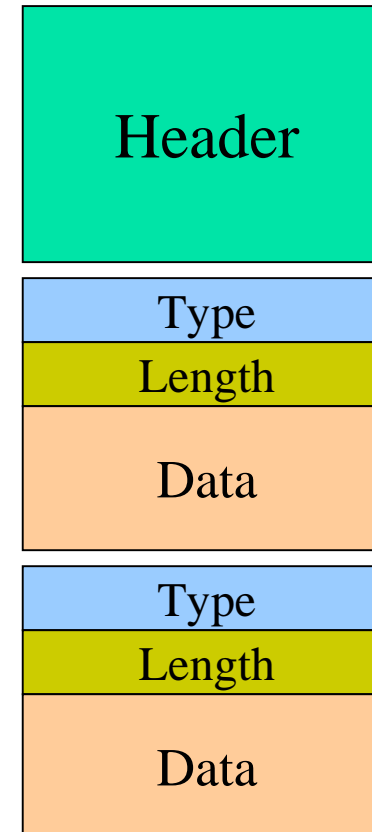 Header
Type
Length
Data
Type
Length
Data